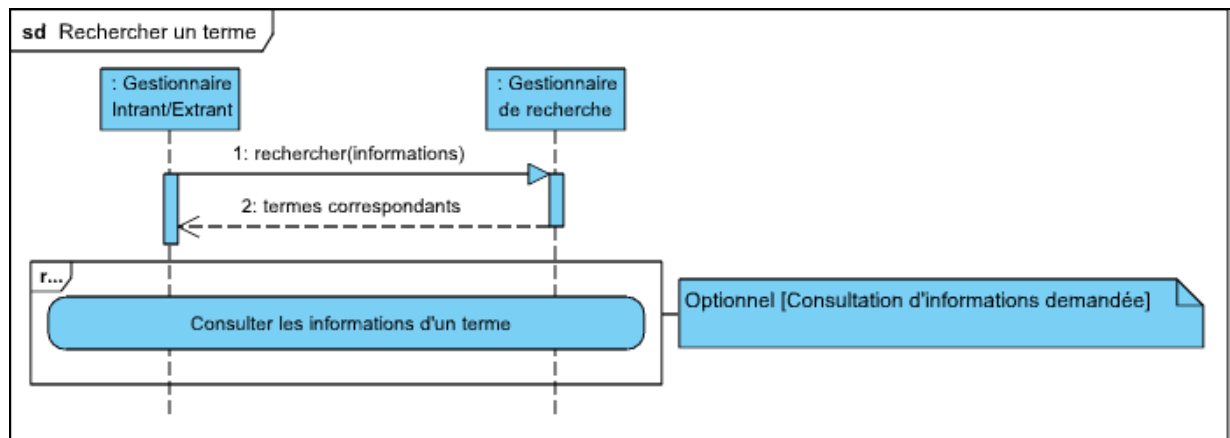 sd Rechercher un terme
: Gestionnaire
Intrant/Extrant
: Gestionnaire
de recherche
1: rechercher(informations)
2: termes correspondants
r...
Consulter les informations d'un terme
Optionnel [Consultation d'informations demandée]